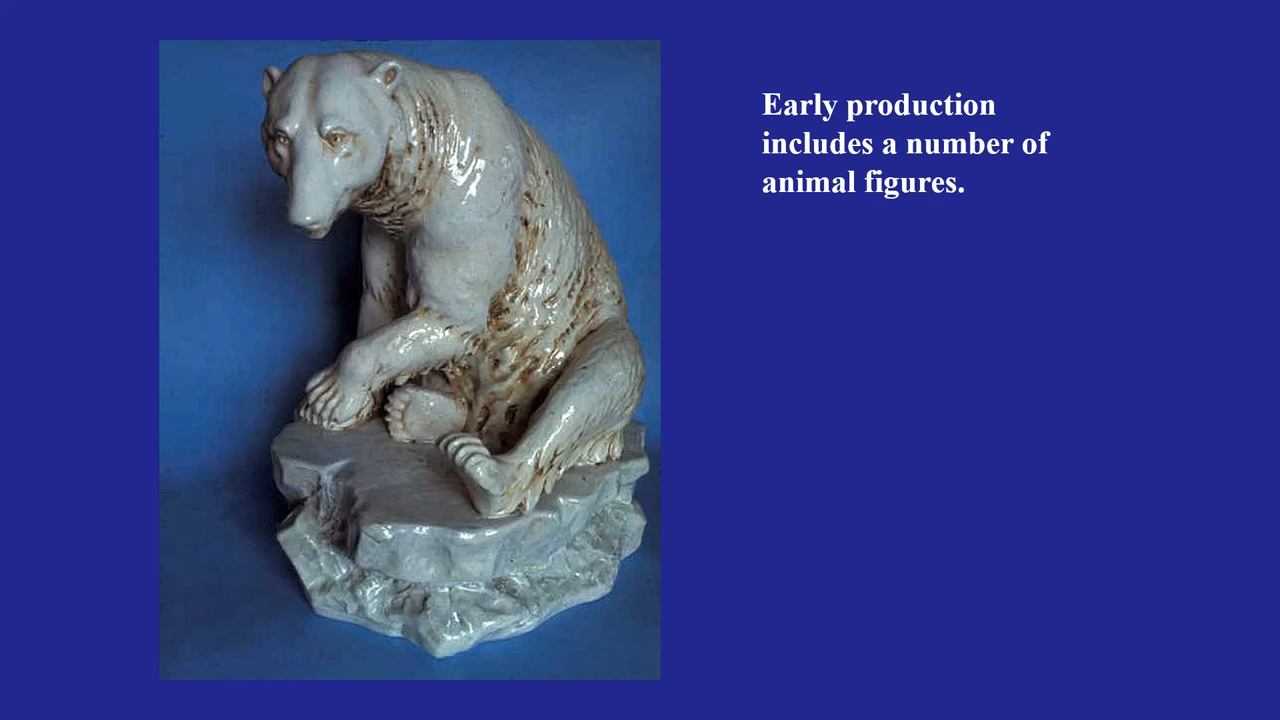 Early production
includes a number of
animal figures.